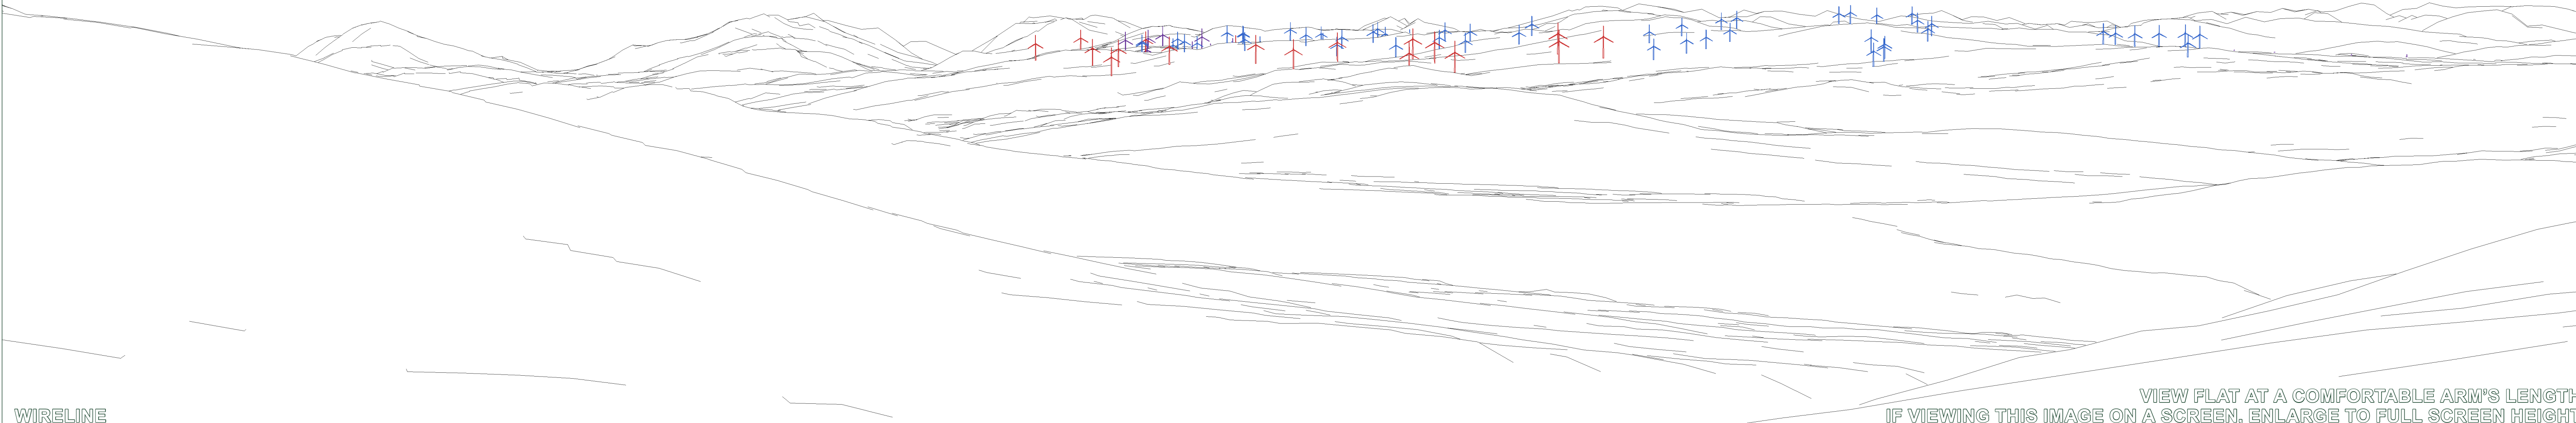 WIRELINE
VIEW FLAT AT A COMFORTABLE ARM'S LENGTH
IF VIEWING THIS IMAGE ON A SCREEN, ENLARGE TO FULL SCREEN HEIGHT